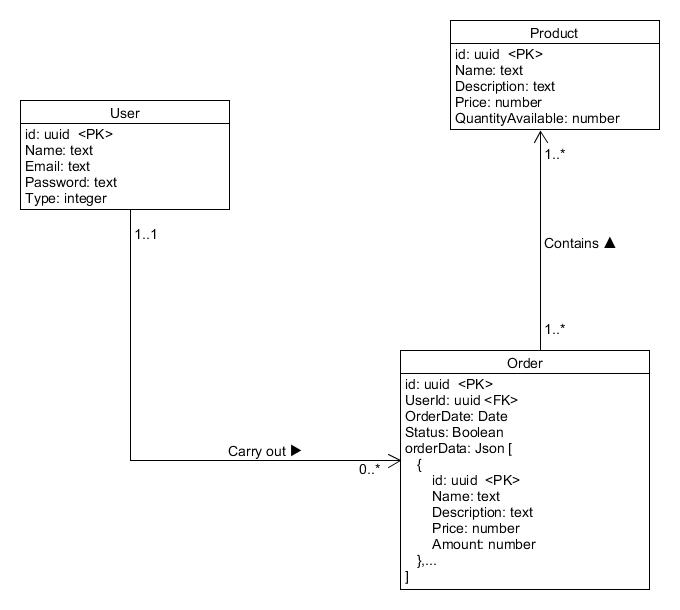 Product
id: uuid  <PK>
Name: text
Description: text
Price: number
QuantityAvailable: number
User
id: uuid  <PK>
Name: text
Email: text
Password: text
Type: integer
1..1
1..*
Contains ▲
1..*
Carry out ▶
0..*
Order
id: uuid  <PK>
UserId: uuid <FK>
OrderDate: Date
Status: Boolean
orderData: Json [
{
id: uuid  <PK>
Name: text
Description: text
Price: number
Amount: number
},...
]